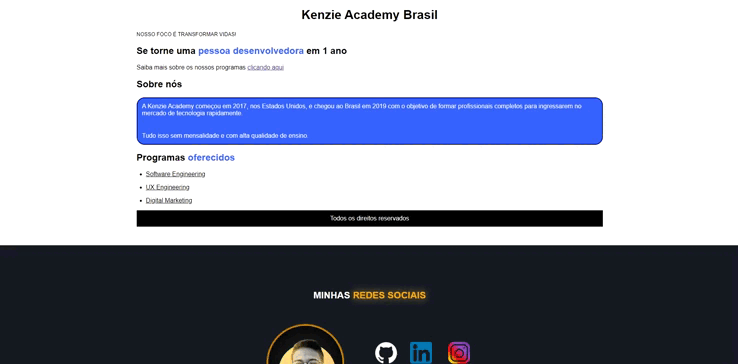 Kenzie Academy Brasil
NOSSO FOCO É TRANSFORMAR VIDAS!
Se torne uma pessoa desenvolvedora em 1 ano
Saiba mais sobre os nossos programas clicando aqui
Sobre nós
A Kenzie Academy começou em 2017, nos Estados Unidos, e chegou ao Brasil em 2019 com o objetivo de formar profissionais completos para ingressarem no
mercado de tecnologia rapidamente.
Tudo isso sem mensalidade e com alta qualidade de ensino
Programas oferecidos
Software Engineering
UX Engineering
Digital Marketing
Todos os direitos reservados
MINHAS REDES SOCIAIS
in